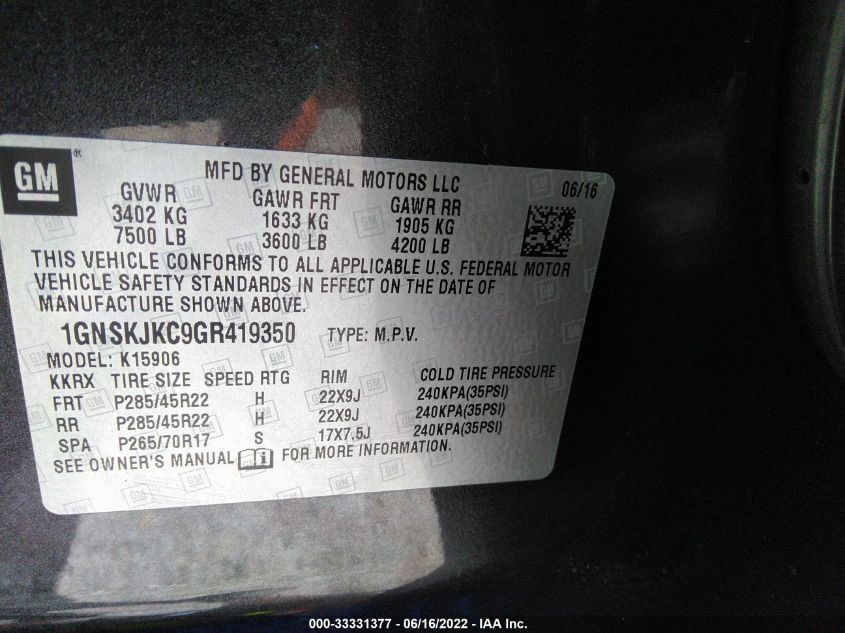 GM ®
MFD BY GENERAL MOTORS LLC
06/16
GVWR GAWR FRT GAWR RR
3402 KG 1633 KG 1905 KG
7500 LB 3600 LB 4200 LB
THIS VEHICLE CONFORMS TO ALL APPLICABLE U.S. FEDERAL MOTOR
VEHICLE SAFETY STANDARDS IN EFFECT ON THE DATE OF
MANUFACTURE SHOWN ABOVE.
1GNSKJKC9GR419350 TYPE: M.P.V.
MODEL: K15906
KKRX TIRE SIZE SPEED RTG RIM COLD TIRE PRESSURE
FRT P285/45R22 H 22X9J 240KPA(35PSI)
RR P285/45R22 H 22X9J 240KPA(35PSI)
SPA P265/70R17 S 17X7.5J 240KPA(35PSI)
SEE OWNER'S MANUAL i FOR MORE INFORMATION.
000-33331377 - 06/16/2022 - IAA Inc.